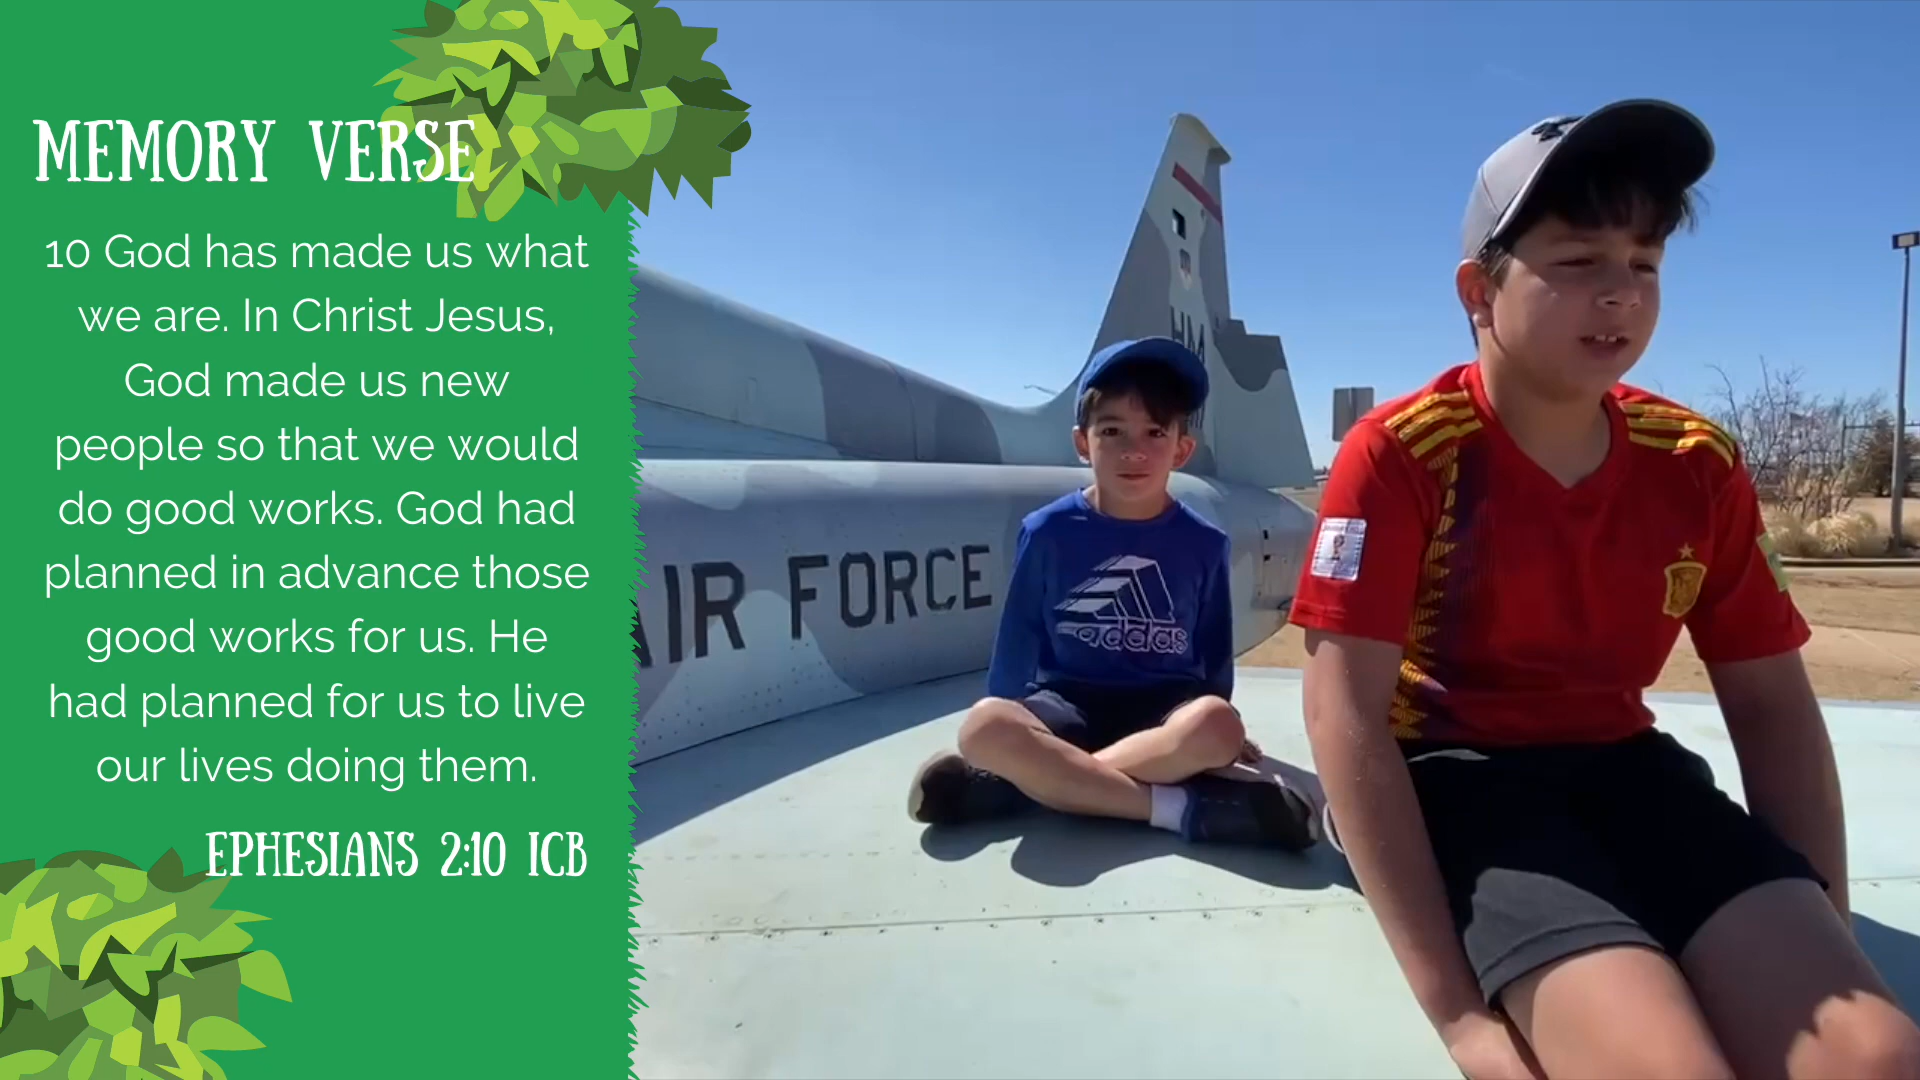 MEMORY VERSE
10 God has made us what
we are. In Christ Jesus,
God made us new
people so that we would
do good works. God had
planned in advance those
good works for us. He
had planned for us to live
our lives doing them.
EPHESIANS 2:10 ICB
HM
AIR FORCE
adidas